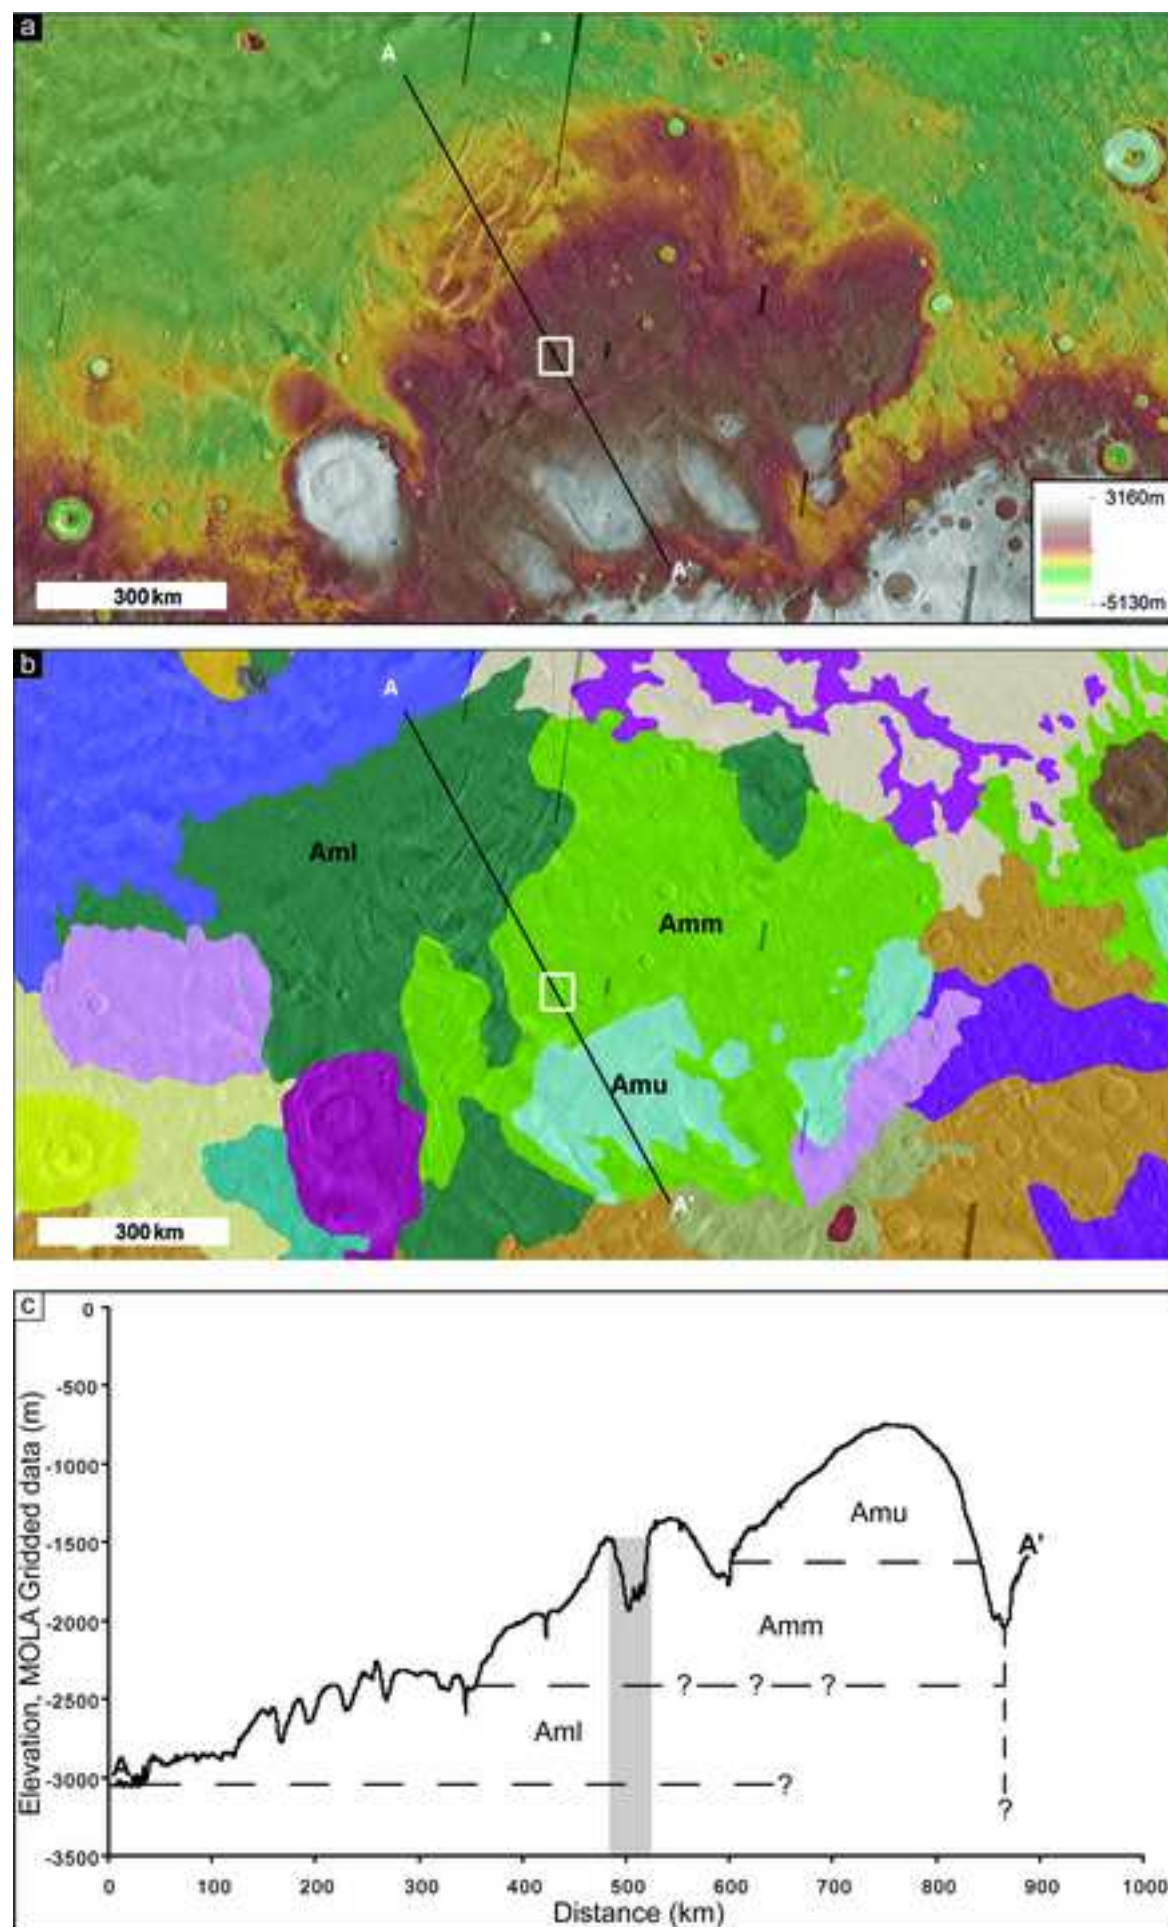 a
A
A'
3160m
-5130m
300 km
b
A
Aml
Amm
Amu
A'
300 km
c
0
-500
-1000
-1500
-2000
-2500
-3000
-3500
Elevation, MOLA Gridded data (m)
A
Amu
A'
Amm
? ? ?
Aml
?
?
0 100 200 300 400 500 600 700 800 900 1000
Distance (km)